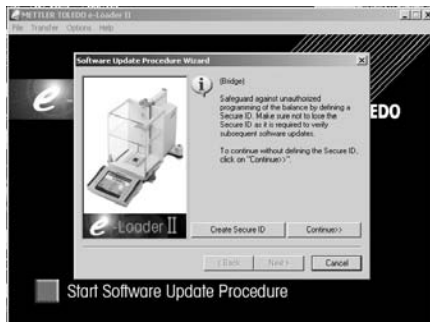 METTLER TOLEDO e-Loader II
File Transfer Options Help
Software Update Procedure Wizard
(Bridge)
Safeguard against unauthorized
programming of the balance by defining a
Secure ID. Make sure not to lose the
Secure ID as it is required to verify
subsequent software updates.
To continue without defining the Secure ID,
click on "Continue>>".
e
EDO
e-Loader II
Create Secure ID
Continue>>
< Back
Next >
Cancel
Start Software Update Procedure